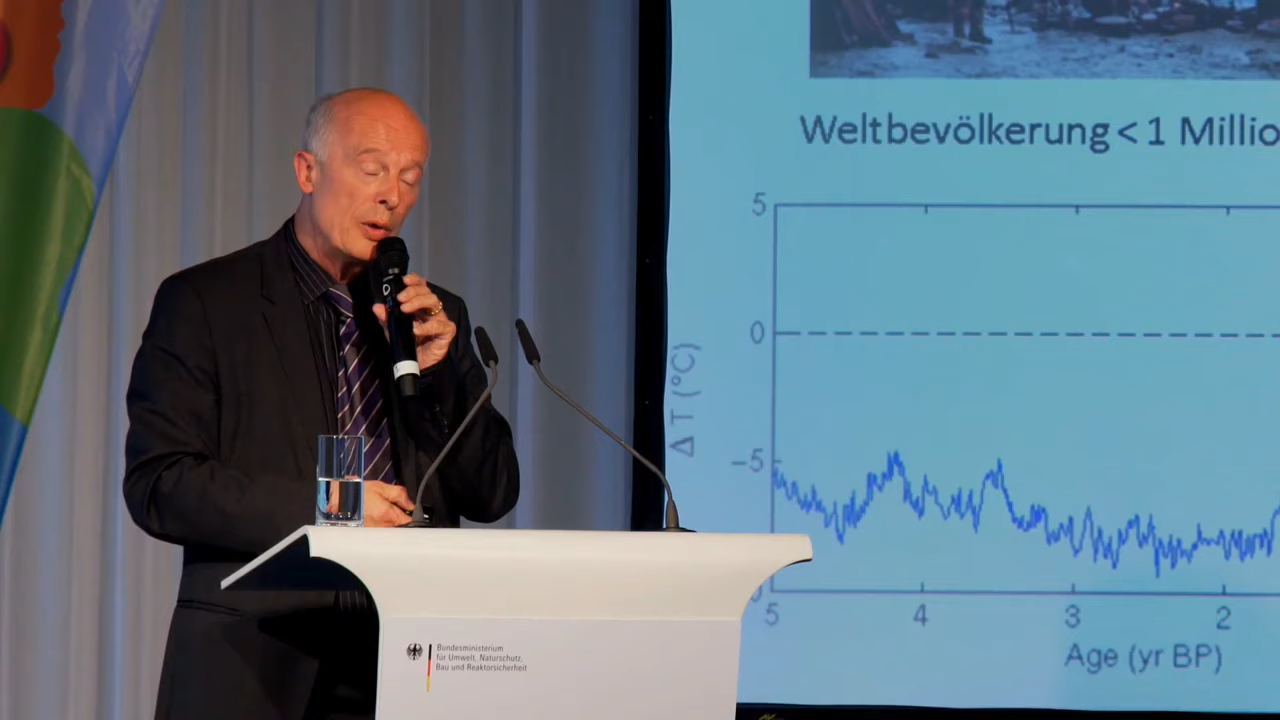 Weltbevölkerung < 1 Millio
5
0
−5
Δ T (°C)
5 4 3 2
Age (yr BP)
Bundesministerium
für Umwelt, Naturschutz,
Bau und Reaktorsicherheit